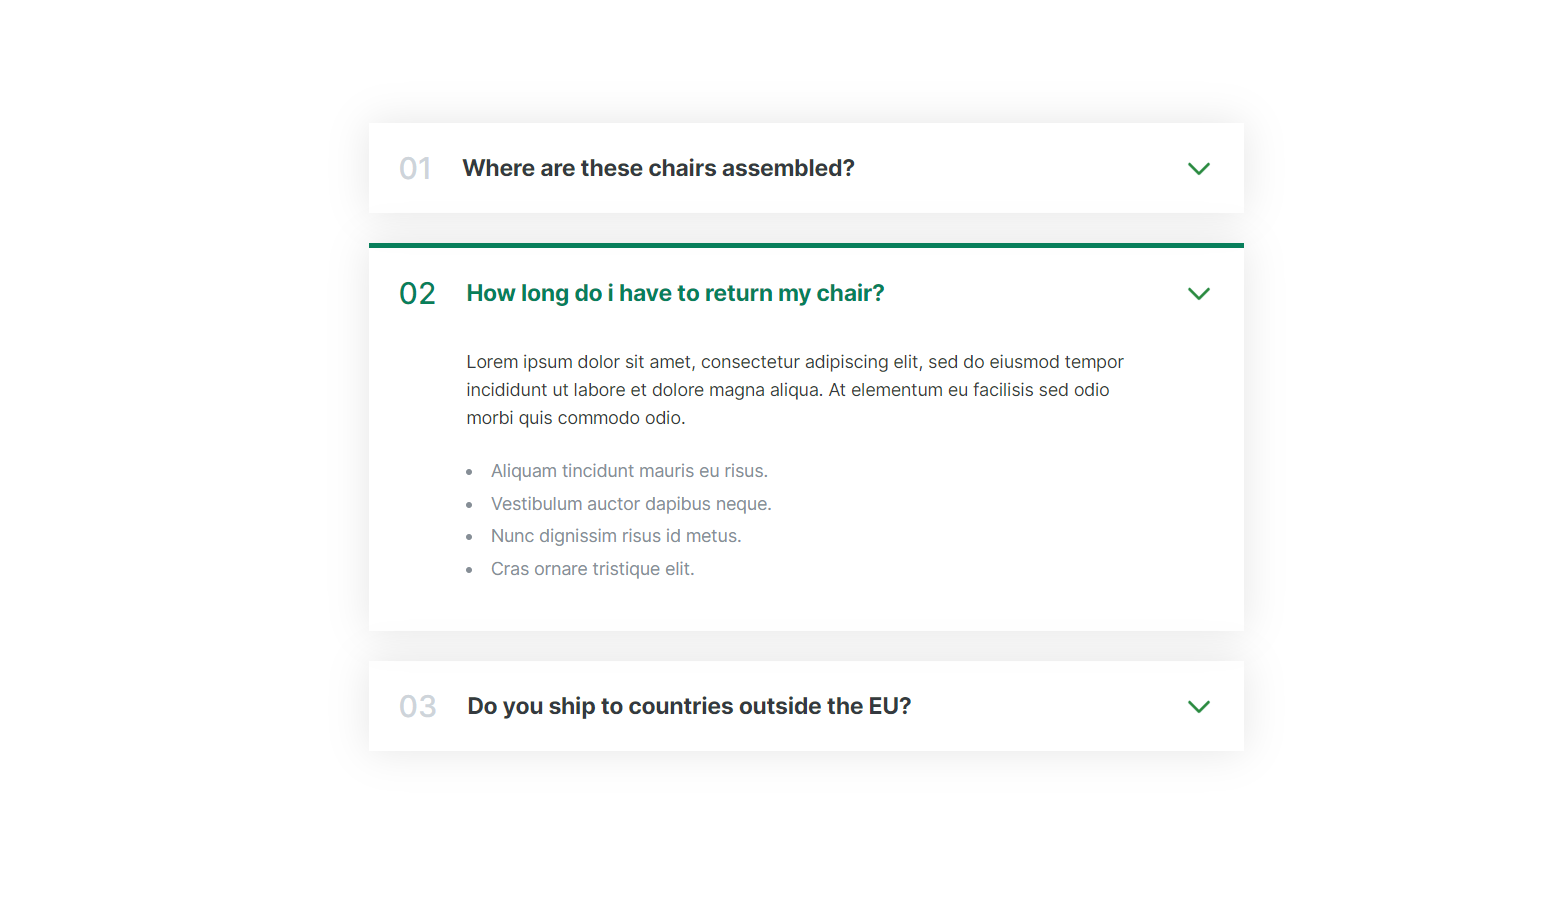 01 Where are these chairs assembled?
02 How long do i have to return my chair?
Lorem ipsum dolor sit amet, consectetur adipiscing elit, sed do eiusmod tempor
incididunt ut labore et dolore magna aliqua. At elementum eu facilisis sed odio
morbi quis commodo odio.
• Aliquam tincidunt mauris eu risus.
• Vestibulum auctor dapibus neque.
• Nunc dignissim risus id metus.
• Cras ornare tristique elit.
03 Do you ship to countries outside the EU?